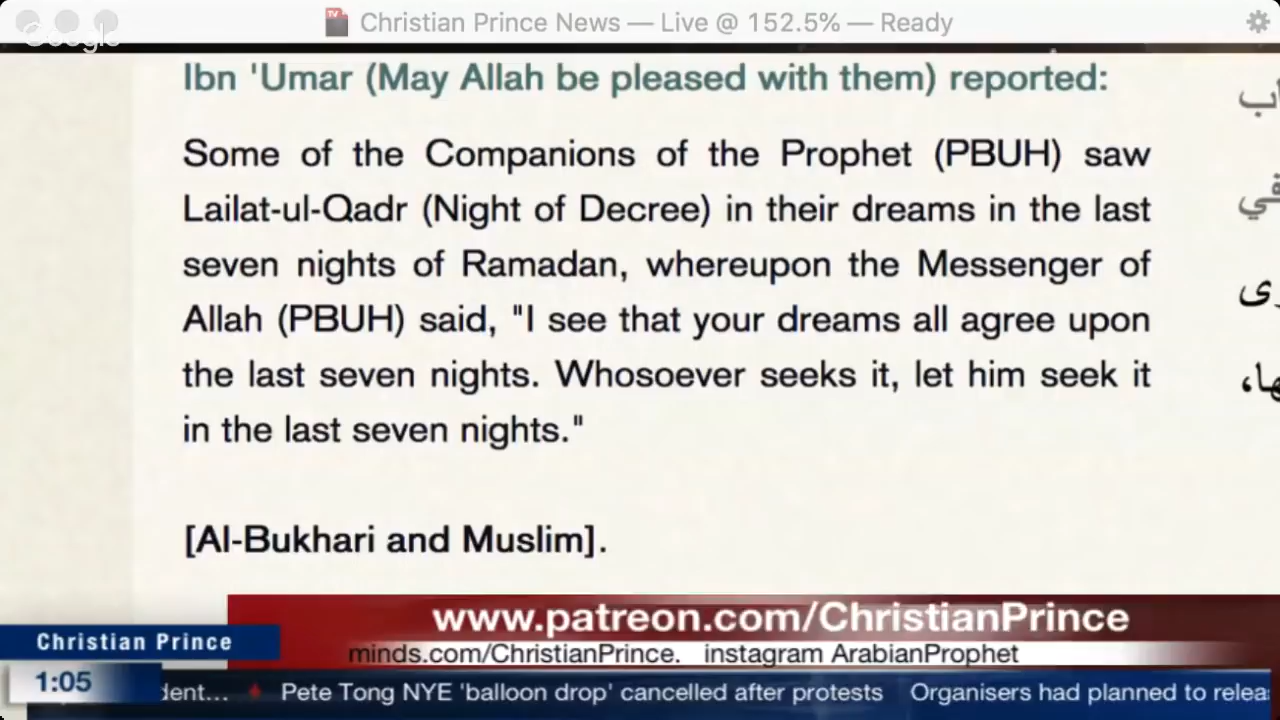 Christian Prince News — Live @ 152.5% — Ready
Google
Ibn 'Umar (May Allah be pleased with them) reported:
Some of the Companions of the Prophet (PBUH) saw
Lailat-ul-Qadr (Night of Decree) in their dreams in the last
seven nights of Ramadan, whereupon the Messenger of
Allah (PBUH) said, "I see that your dreams all agree upon
the last seven nights. Whosoever seeks it, let him seek it
in the last seven nights."
[Al-Bukhari and Muslim].
www.patreon.com/ChristianPrince
Christian Prince
minds.com/ChristianPrince. instagram ArabianProphet
1:05
dent... Pete Tong NYE 'balloon drop' cancelled after protests Organisers had planned to relea